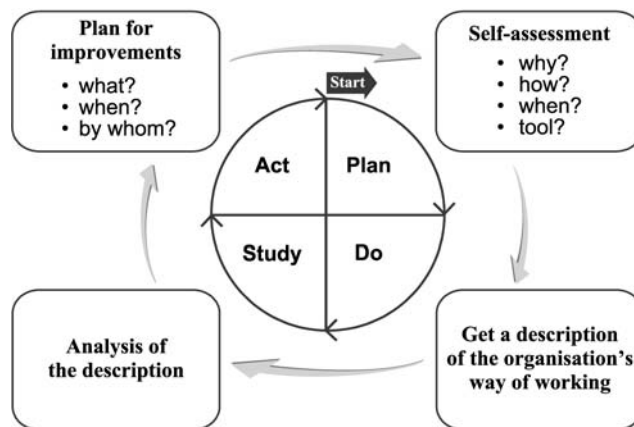 Plan for
improvements
• what?
• when?
• by whom?
Self-assessment
• why?
• how?
• when?
• tool?
Start
Act
Plan
Study
Do
Analysis of
the description
Get a description
of the organisation's
way of working